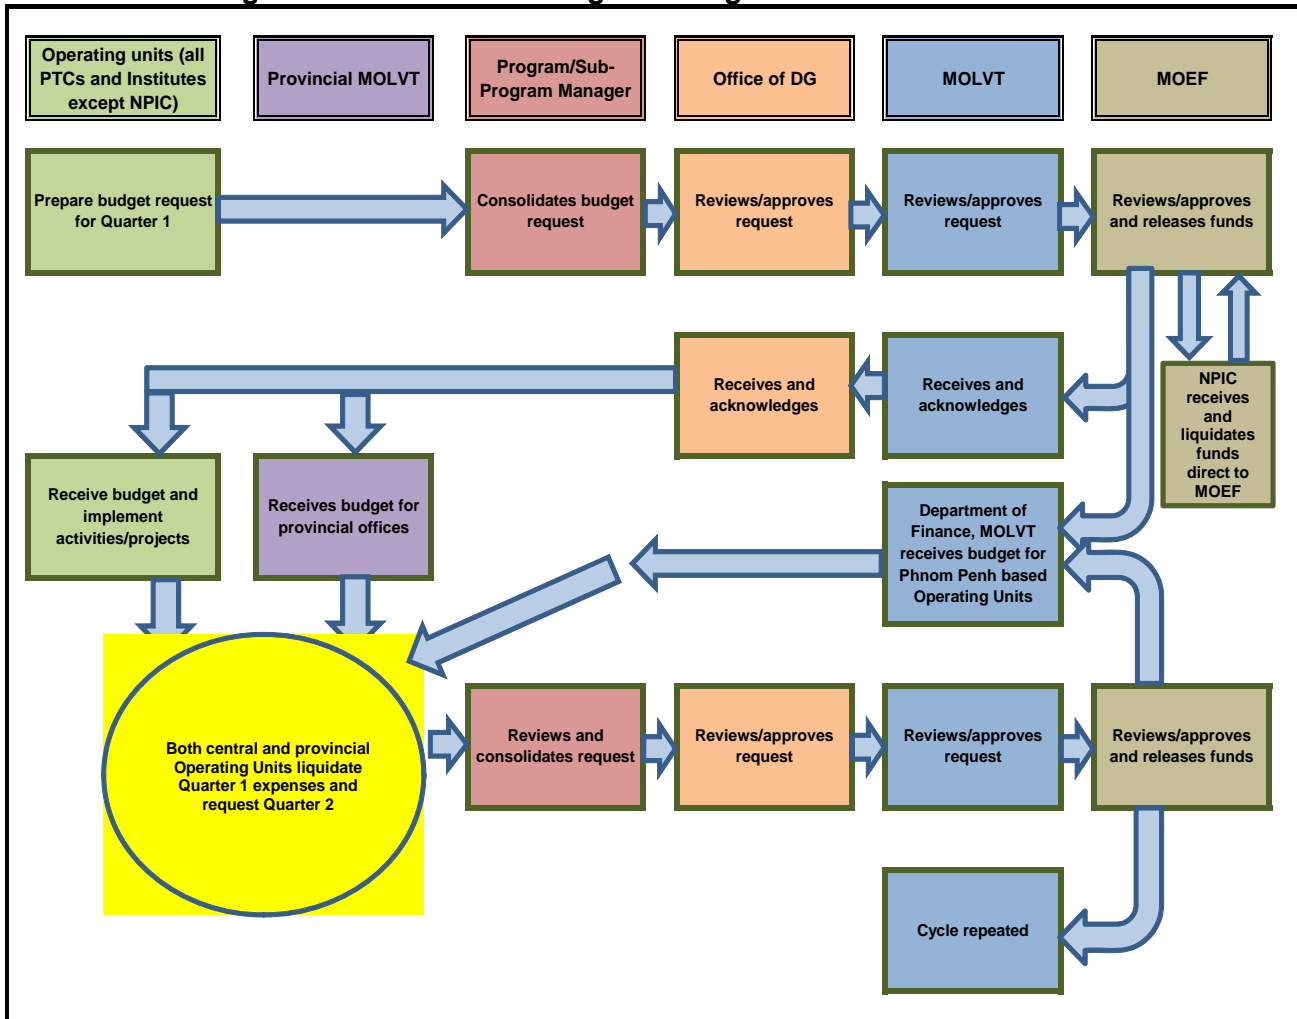 Operating units (all
PTCs and Institutes
except NPIC)
Provincial MOLVT
Program/Sub-
Program Manager
Office of DG
MOLVT
MOEF
Prepare budget request
for Quarter 1
Consolidates budget
request
Reviews/approves
request
Reviews/approves
request
Reviews/approves
and releases funds
Receives and
acknowledges
Receives and
acknowledges
NPIC
receives
and
liquidates
funds
direct to
MOEF
Receive budget and
implement
activities/projects
Receives budget for
provincial offices
Department of
Finance, MOLVT
receives budget for
Phnom Penh based
Operating Units
Both central and provincial
Operating Units liquidate
Quarter 1 expenses and
request Quarter 2
Reviews and
consolidates request
Reviews/approves
request
Reviews/approves
request
Reviews/approves
and releases funds
Cycle repeated